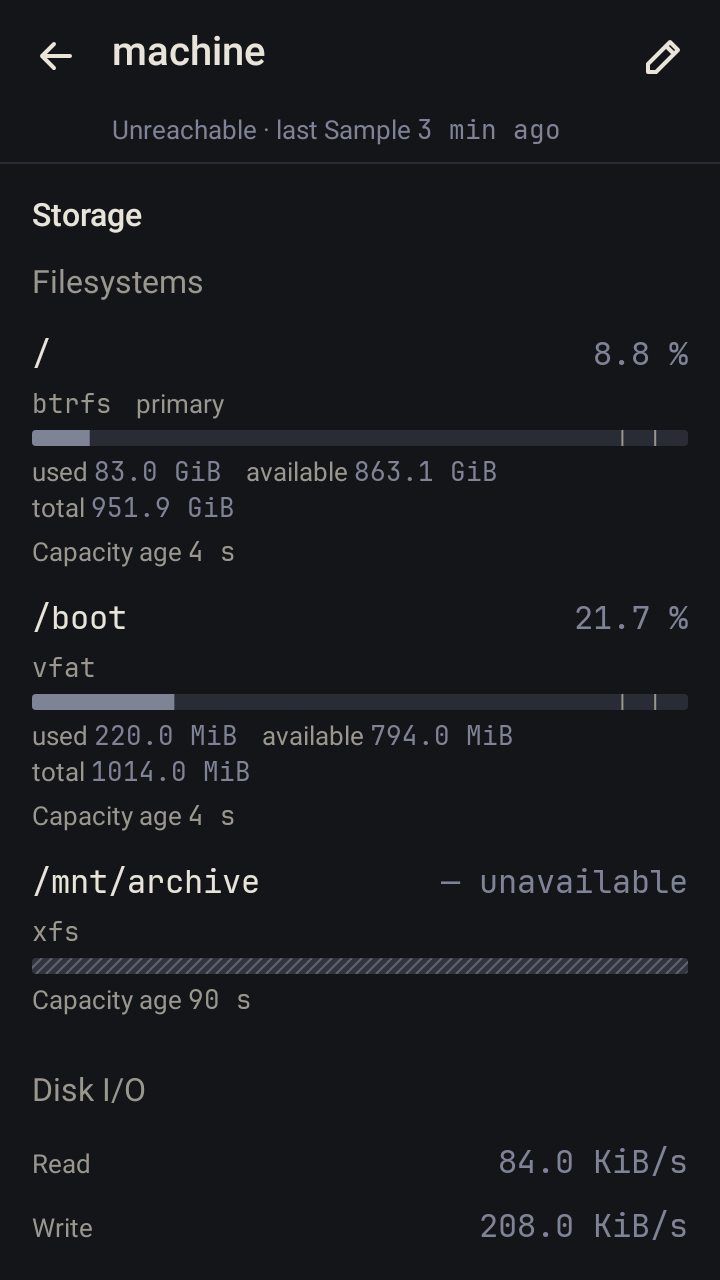 machine
Unreachable · last Sample 3 min ago
Storage
Filesystems
/ 8.8 %
btrfs primary
used 83.0 GiB available 863.1 GiB
total 951.9 GiB
Capacity age 4 s
/boot 21.7 %
vfat
used 220.0 MiB available 794.0 MiB
total 1014.0 MiB
Capacity age 4 s
/mnt/archive — unavailable
xfs
Capacity age 90 s
Disk I/O
Read 84.0 KiB/s
Write 208.0 KiB/s